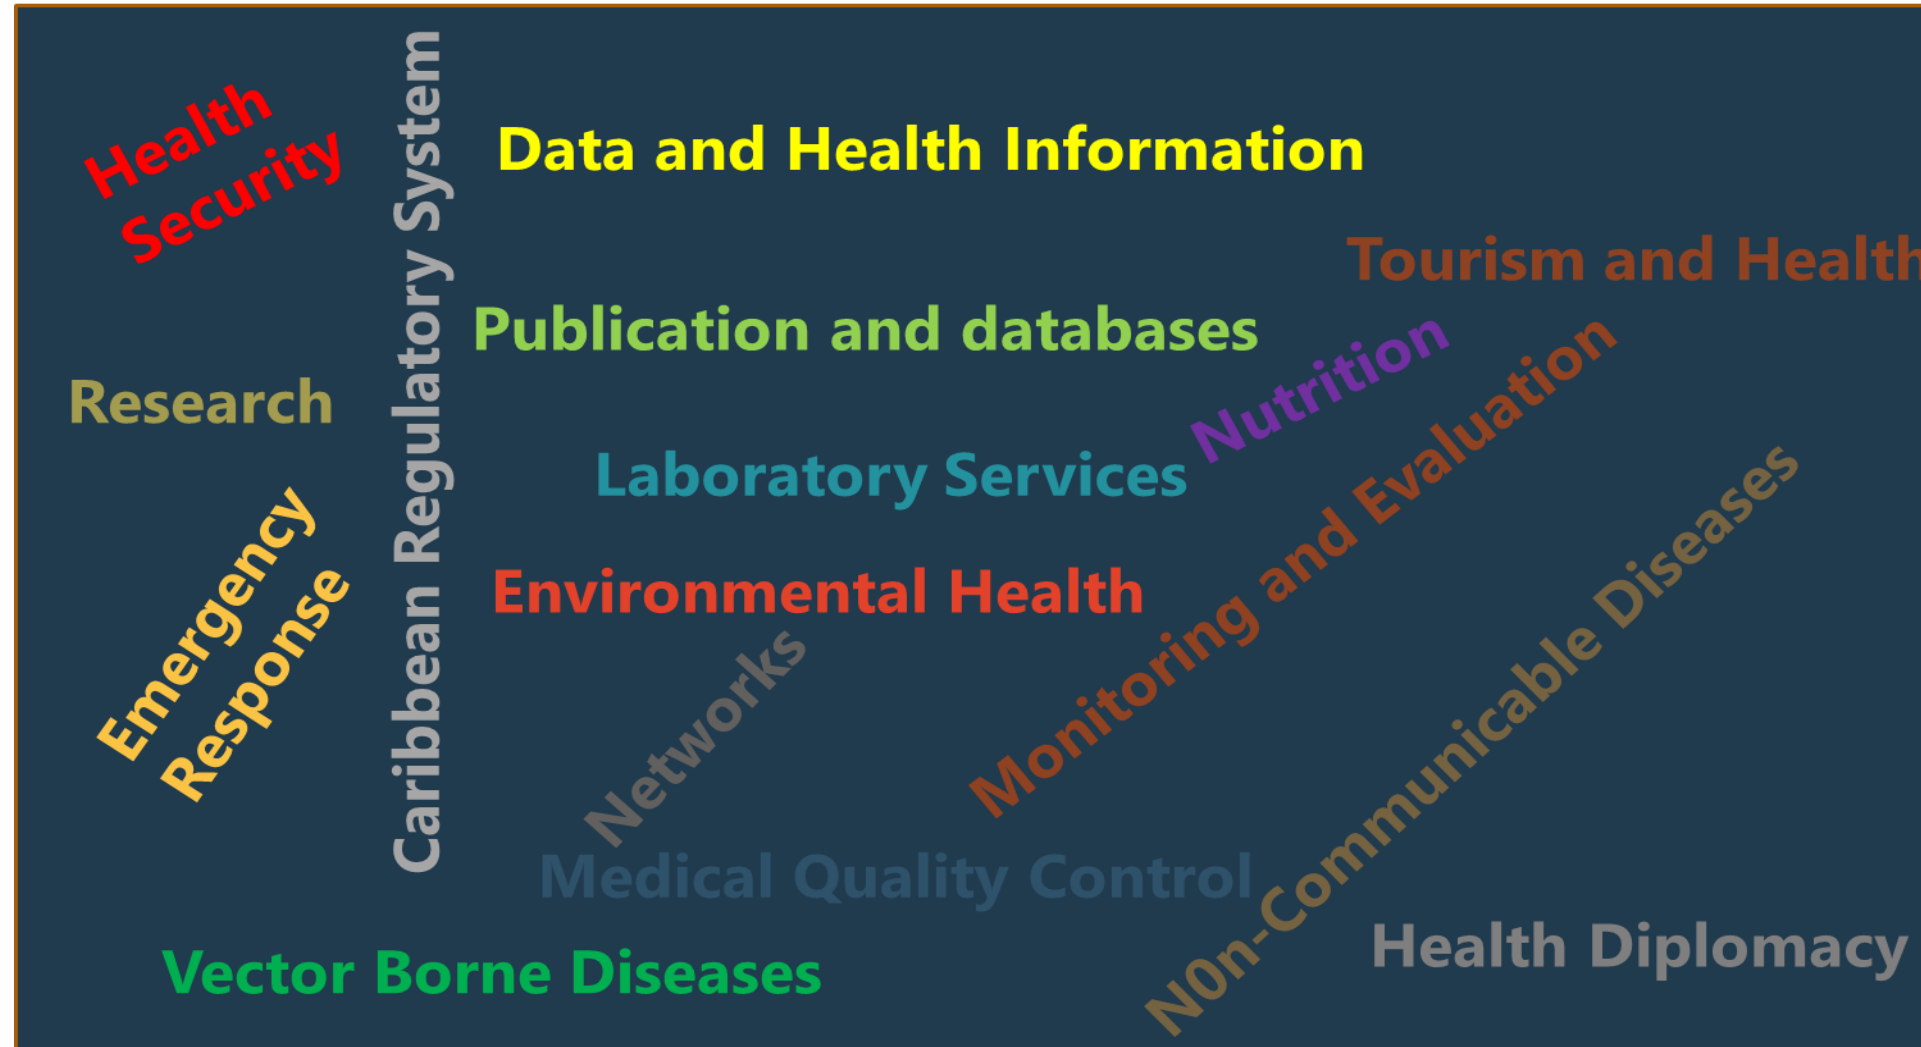 Health
Security
Caribbean Regulatory System
Data and Health Information
Tourism and Health
Publication and databases
Nutrition
Research
Laboratory Services
Monitoring and Evaluation
Emergency
Response
Environmental Health
N0n-Communicable Diseases
Networks
Medical Quality Control
Health Diplomacy
Vector Borne Diseases